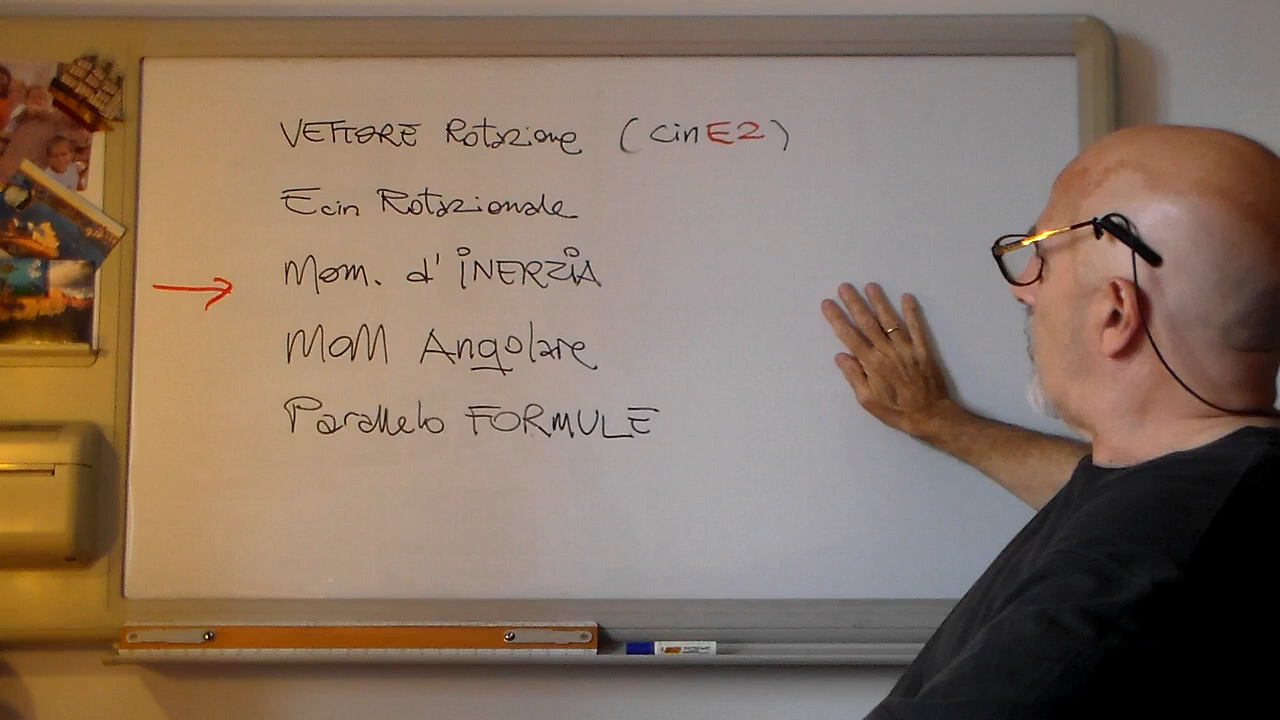 VETTORE Rotazione (cinE2)
Ecin Rotazionale
Mom. d' iNERZiA
MoM Angolare
Parallelo FORMULE